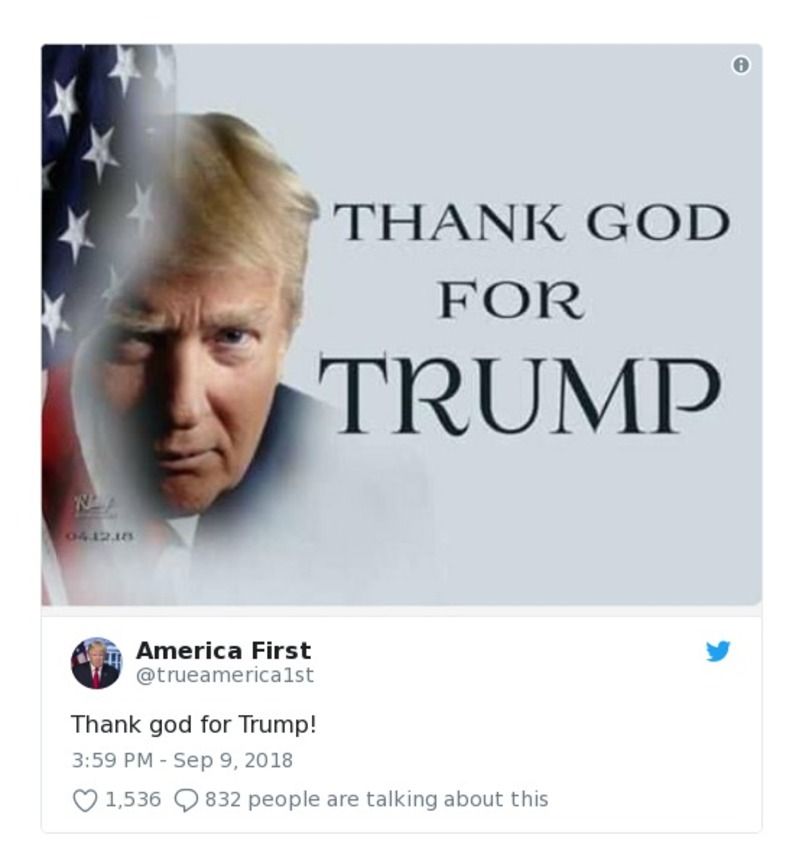 THANK GOD
FOR
TRUMP
04.12.18
America First
@trueamerica1st
Thank god for Trump!
3:59 PM - Sep 9, 2018
1,536 832 people are talking about this